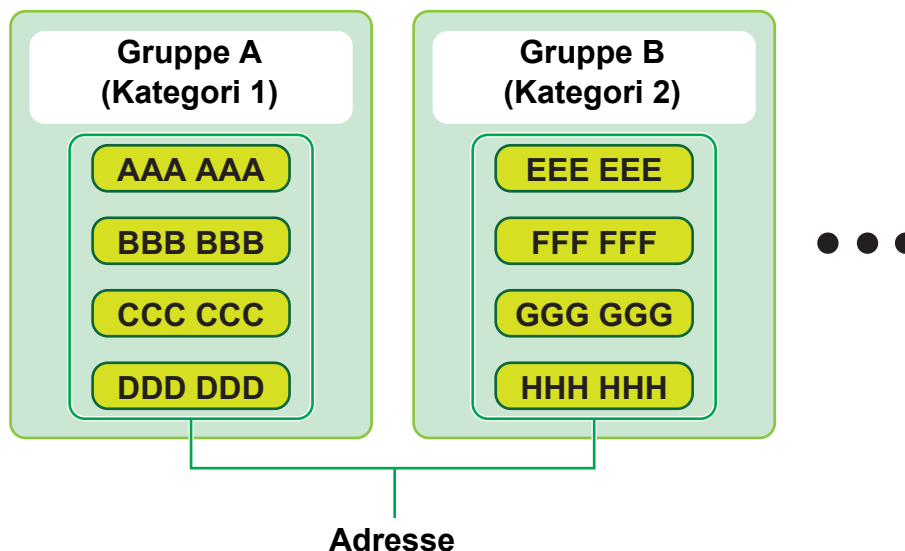 Gruppe A
(Kategori 1)
AAA AAA
BBB BBB
CCC CCC
DDD DDD
Gruppe B
(Kategori 2)
EEE EEE
FFF FFF
GGG GGG
HHH HHH
Adresse